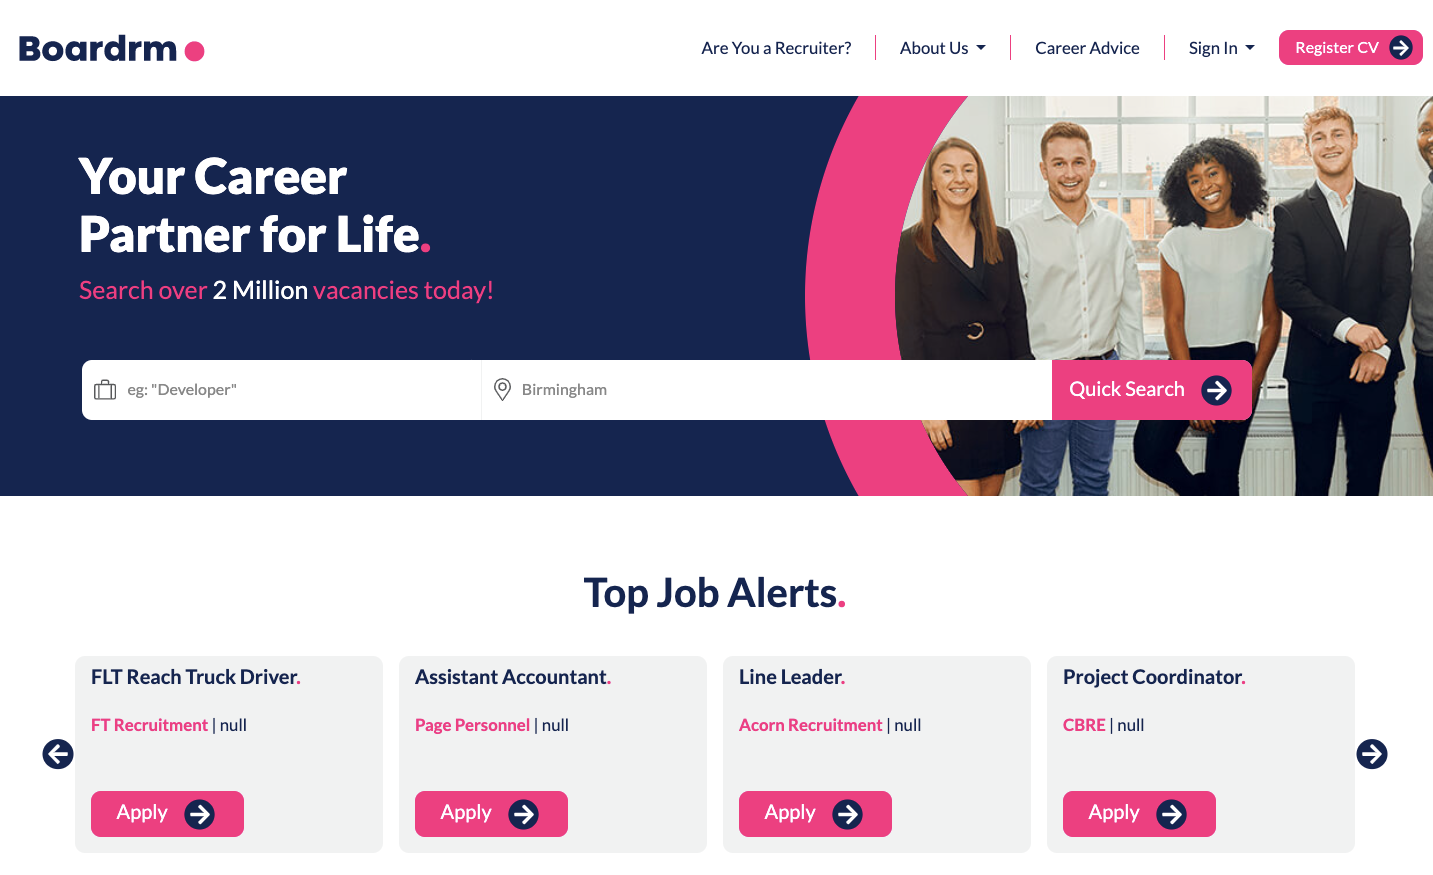 Boardrm
Are You a Recruiter?
About Us
Career Advice
Sign In
Register CV
Your Career
Partner for Life.
Search over 2 Million vacancies today!
eg: "Developer"
Birmingham
Quick Search
Top Job Alerts.
FLT Reach Truck Driver.
FT Recruitment | null
Apply
Assistant Accountant.
Page Personnel | null
Apply
Line Leader.
Acorn Recruitment | null
Apply
Project Coordinator.
CBRE | null
Apply